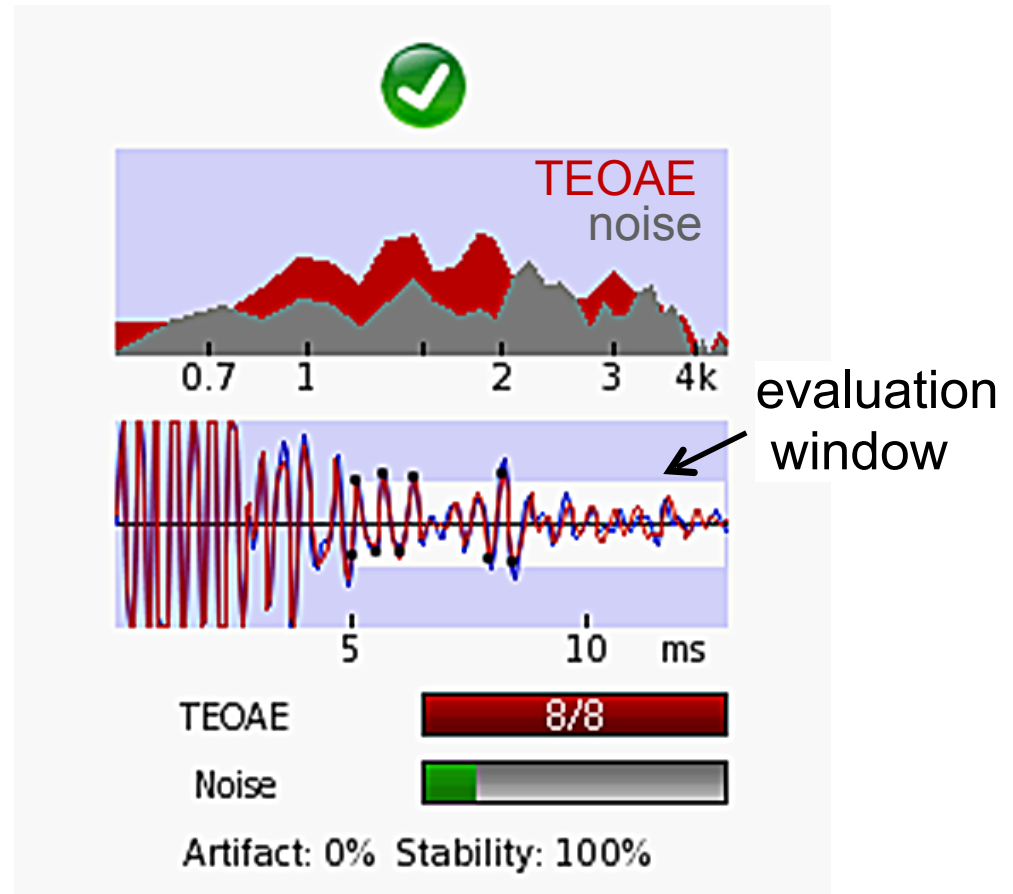 TEOAE
noise
0.7 1 2 3 4k
evaluation
window
5 10 ms
TEOAE 8/8
Noise
Artifact: 0% Stability: 100%